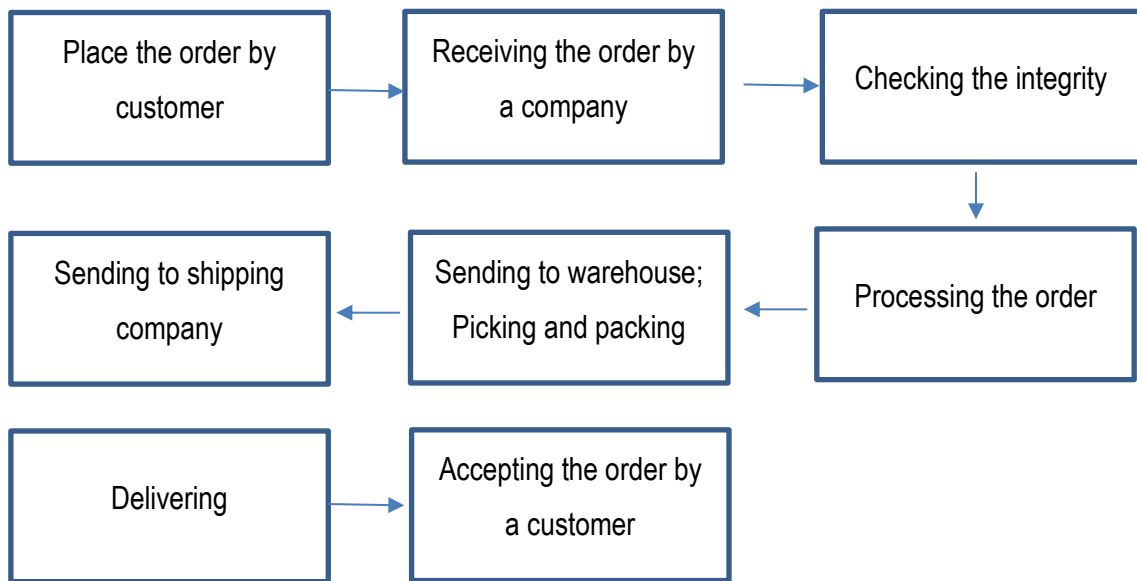 Place the order by
customer
Receiving the order by
a company
Checking the integrity
Processing the order
Sending to warehouse;
Picking and packing
Sending to shipping
company
Delivering
Accepting the order by
a customer